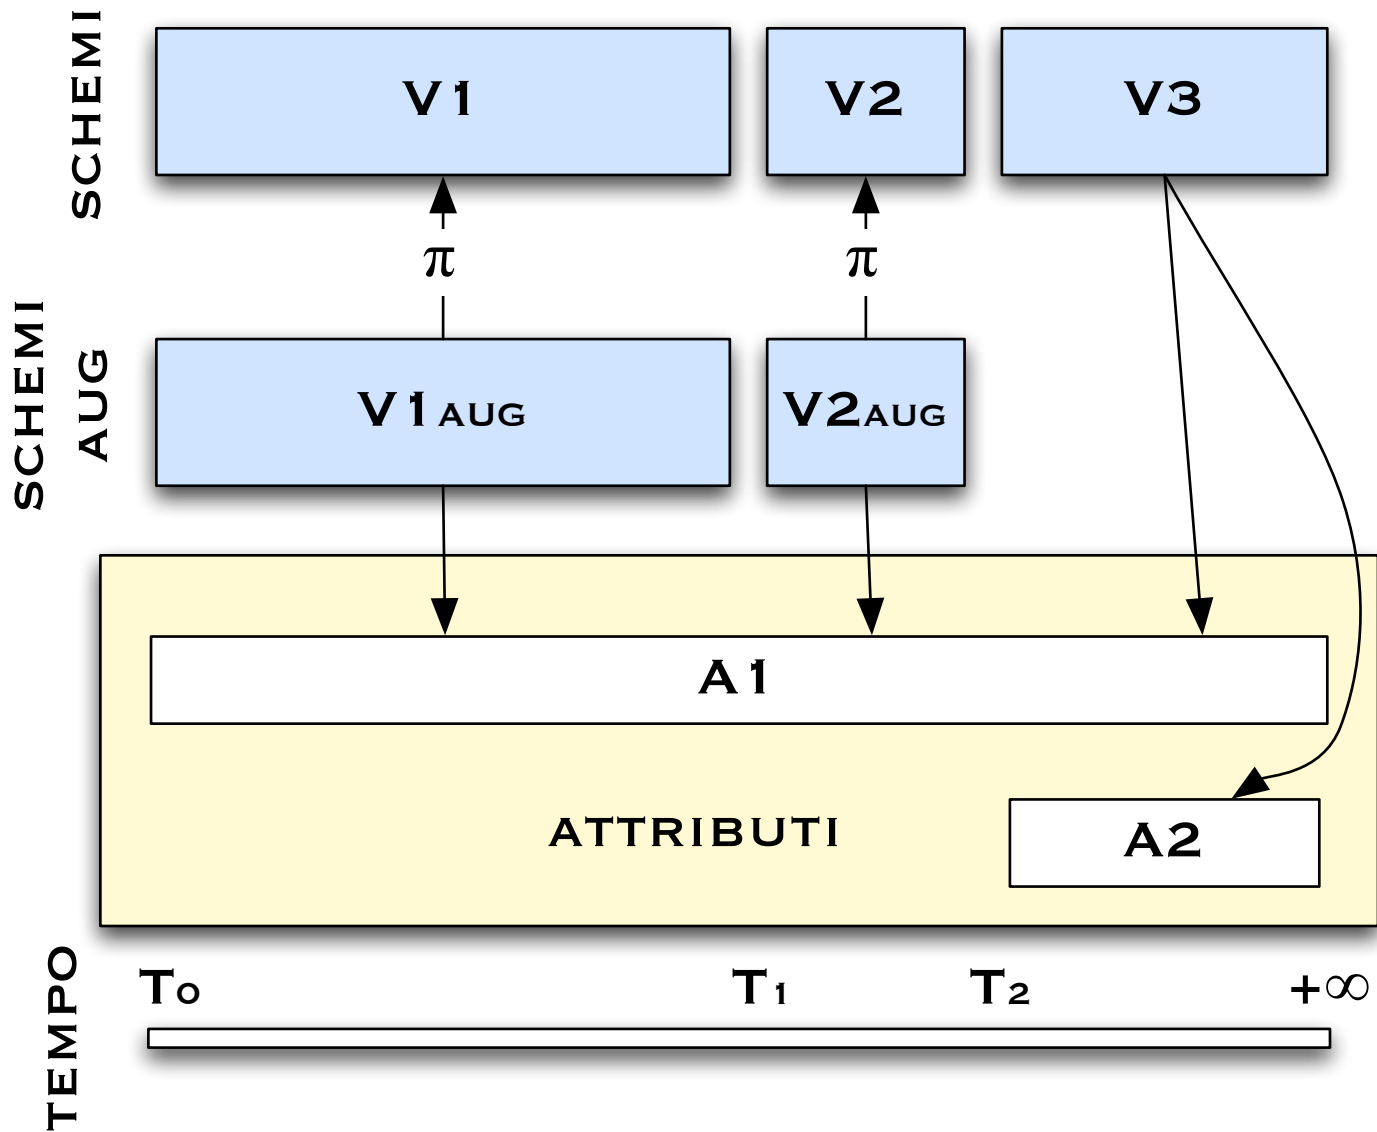 SCHEMI
V1
V2
V3
π
π
SCHEMI
AUG
V1AUG
V2AUG
A1
ATTRIBUTI
A2
TEMPO
T0
T1
T2
+∞